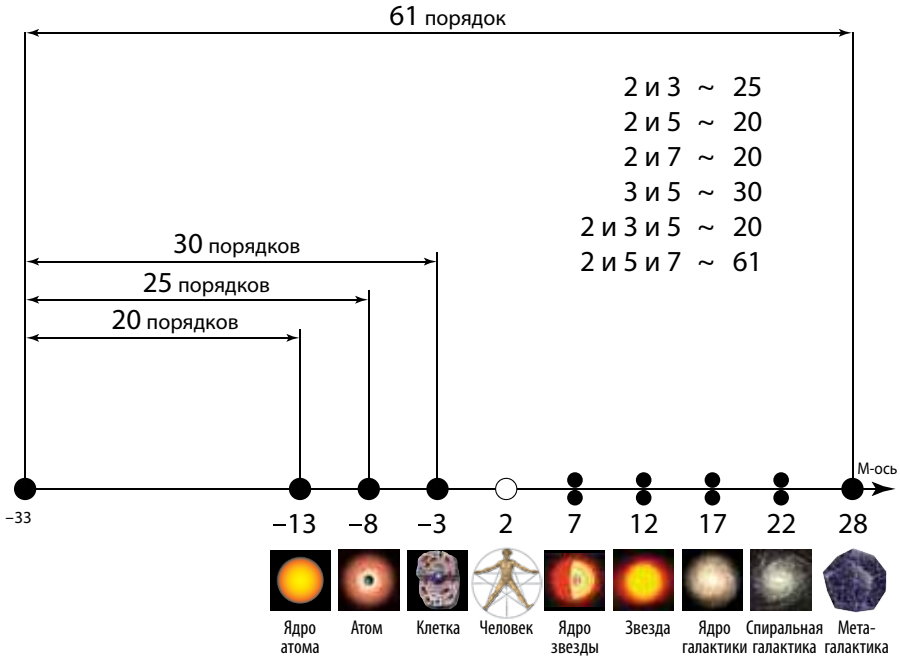 61 порядок
2 и 3 ~ 25
2 и 5 ~ 20
2 и 7 ~ 20
3 и 5 ~ 30
2 и 3 и 5 ~ 20
2 и 5 и 7 ~ 61
30 порядков
25 порядков
20 порядков
М-ось
–33
–13 –8 –3 2 7 12 17 22 28
Ядро атома
Атом
Клетка
Человек
Ядро звезды
Звезда
Ядро галактики
Спиральная галактика
Мета-
галактика